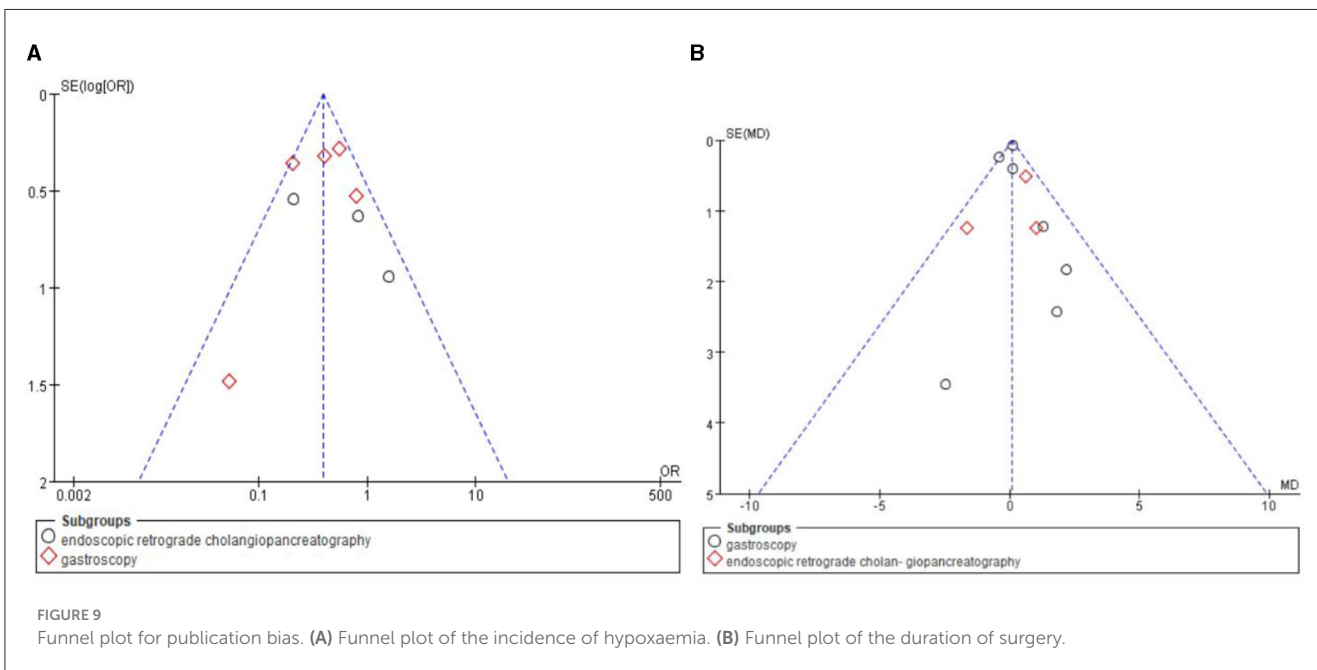 A
SE(log[OR])
0
0.5
1
1.5
2
0.002
0.1
1
10
500
OR
Subgroups
endoscopic retrograde cholangiopancreatography
gastroscopy
B
SE(MD)
0
1
2
3
4
5
-10
-5
0
5
10
MD
Subgroups
gastroscopy
endoscopic retrograde cholan- giopancreatography
FIGURE 9
Funnel plot for publication bias. (A) Funnel plot of the incidence of hypoxaemia. (B) Funnel plot of the duration of surgery.